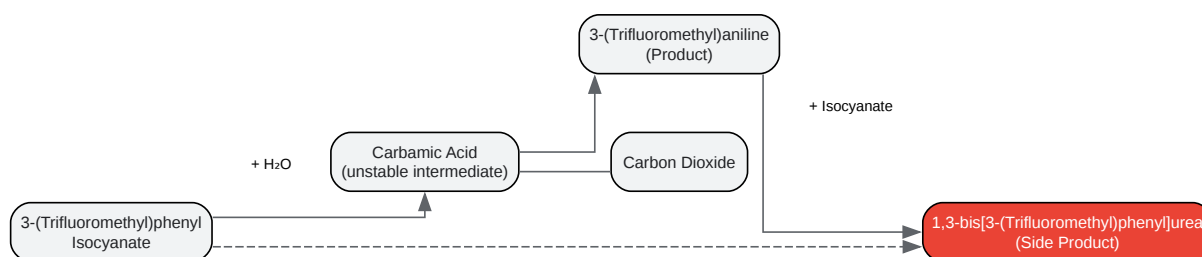 3-(Trifluoromethyl)aniline
(Product)
+ Isocyanate
+ H₂O
Carbamic Acid
(unstable intermediate)
Carbon Dioxide
3-(Trifluoromethyl)phenyl
Isocyanate
1,3-bis[3-(Trifluoromethyl)phenyl]urea
(Side Product)